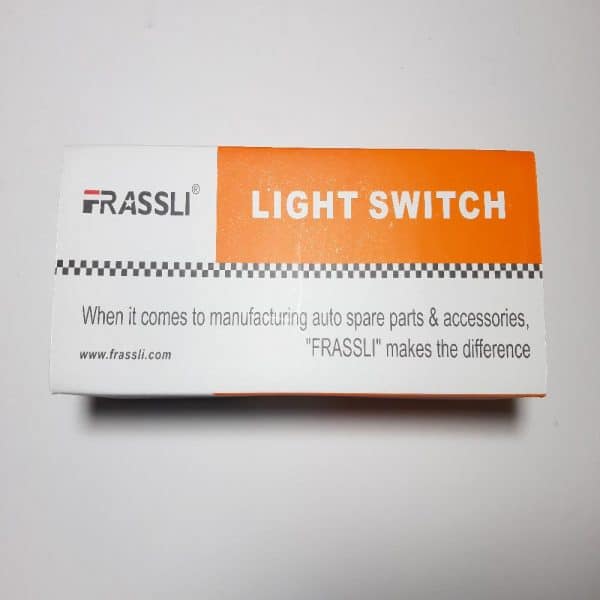 FRASSLI®
LIGHT SWITCH
When it comes to manufacturing auto spare parts & accessories,
"FRASSLI" makes the difference
www.frassli.com